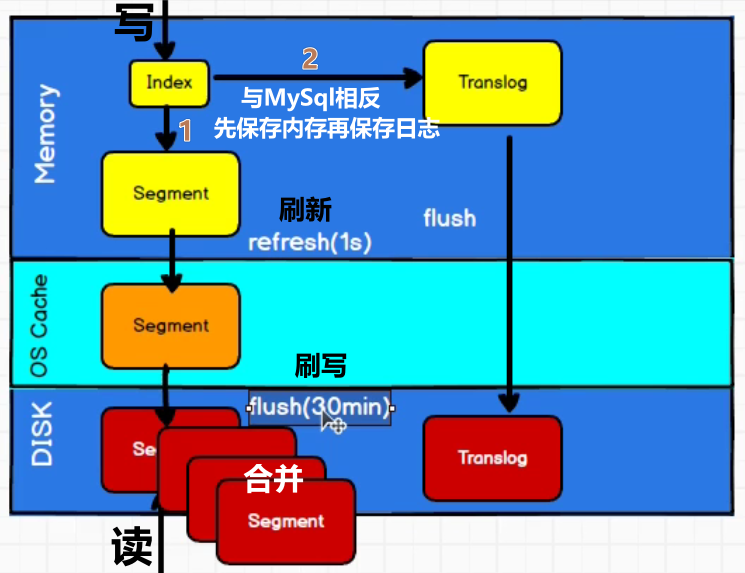 写
Memory
Index
2
Translog
与MySql相反
1
先保存内存再保存日志
Segment
刷新
flush
refresh(1s)
OS Cache
Segment
刷写
DISK
flush(30min)
Se
合并
Translog
Segment
读